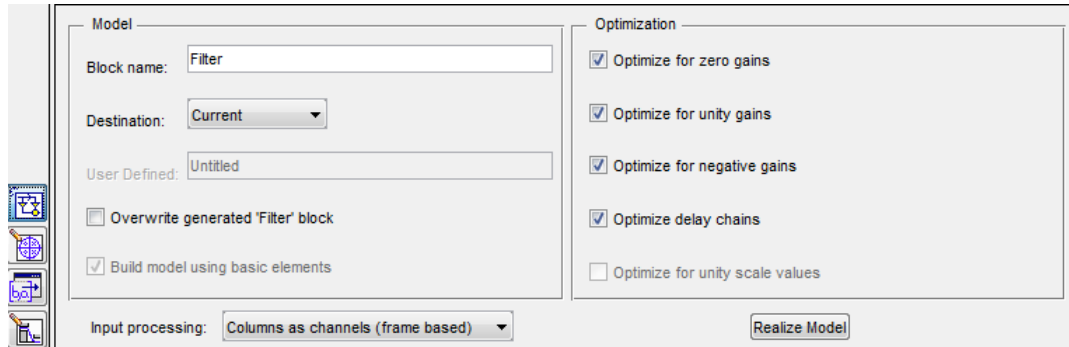 Model
Block name: Filter
Destination: Current
User Defined: Untitled
Overwrite generated 'Filter' block
Build model using basic elements
Optimization
Optimize for zero gains
Optimize for unity gains
Optimize for negative gains
Optimize delay chains
Optimize for unity scale values
Input processing: Columns as channels (frame based)
Realize Model